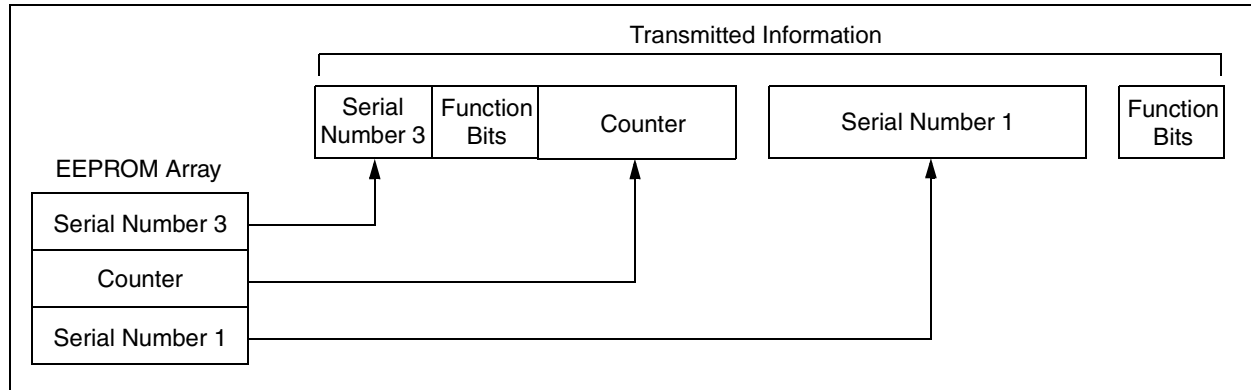 Transmitted Information
Serial
Number 3
Function
Bits
Counter
Serial Number 1
Function
Bits
EEPROM Array
Serial Number 3
Counter
Serial Number 1